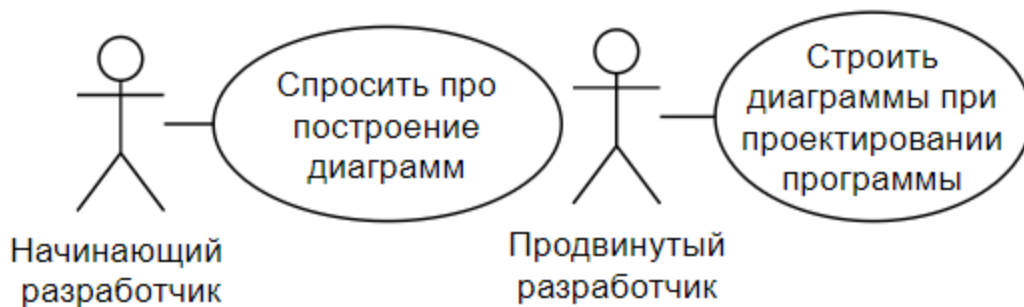 Спросить про
построение
диаграмм
Начинающий
разработчик
Строить
диаграммы при
проектировании
программы
Продвинутый
разработчик